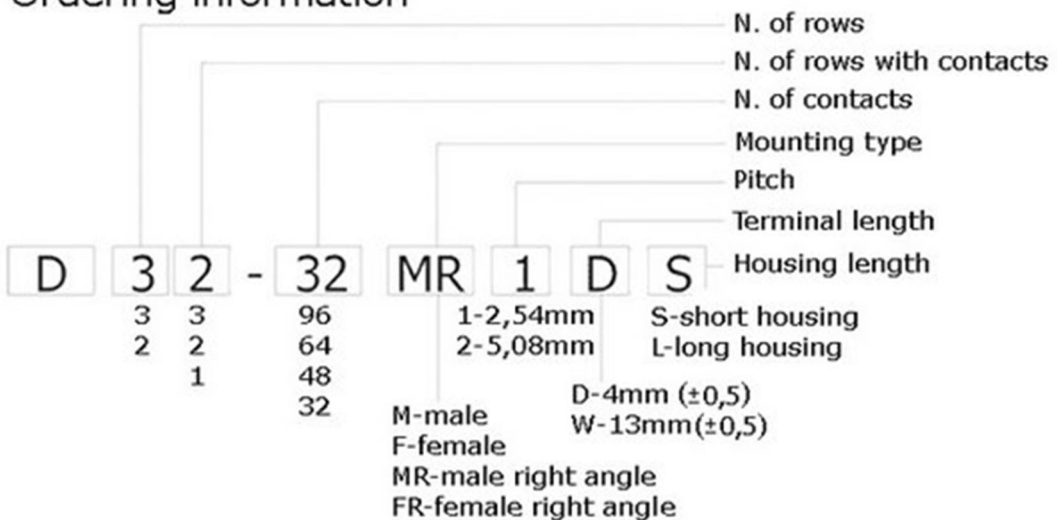 Ordering information
N. of rows
N. of rows with contacts
N. of contacts
Mounting type
Pitch
Terminal length
D 3 2 - 32 MR 1 D S Housing length
3 3 96 1-2,54mm S-short housing
2 2 64 2-5,08mm L-long housing
1 48
D-4mm (±0,5)
32
M-male
W-13mm(±0,5)
F-female
MR-male right angle
FR-female right angle